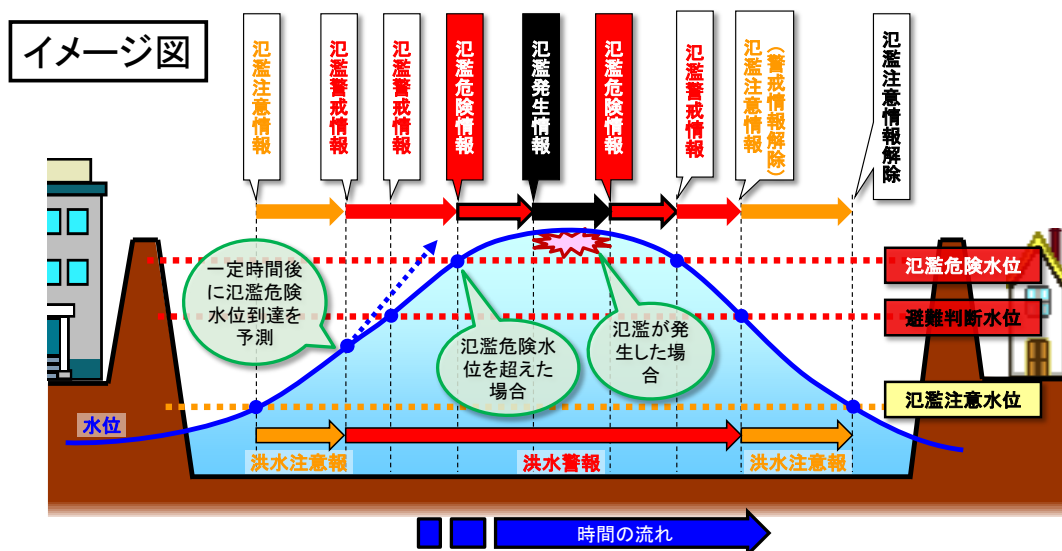 イメージ図
氾濫注意情報
氾濫警戒情報
氾濫警戒情報
氾濫危険情報
氾濫発生情報
氾濫危険情報
氾濫警戒情報
(警戒情報解除)
氾濫注意情報
氾濫注意情報解除
一定時間後
に氾濫危険
水位到達を
予測
氾濫危険水
位を超えた
場合
氾濫が発
生した場
合
氾濫危険水位
避難判断水位
氾濫注意水位
水位
洪水注意報
洪水警報
洪水注意報
時間の流れ